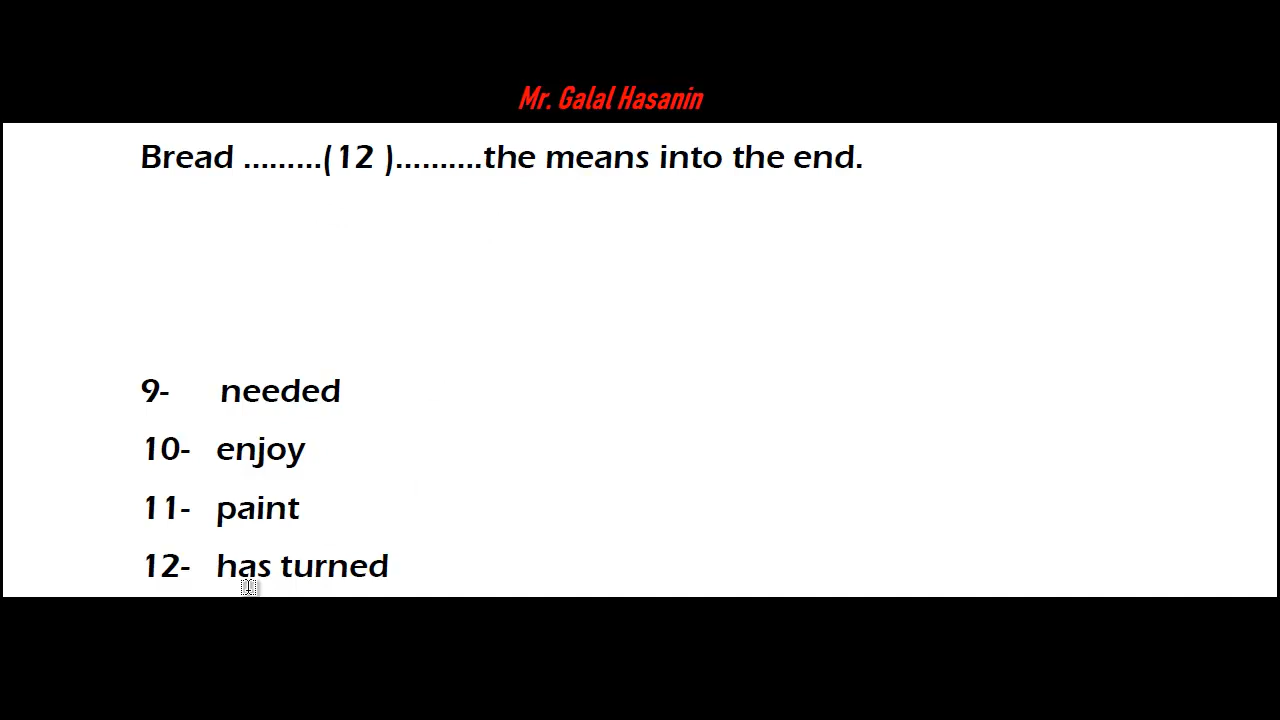 Mr. Galal Hasanin
Bread .........(12 )..........the means into the end.
9- needed
10- enjoy
11- paint
12- has turned